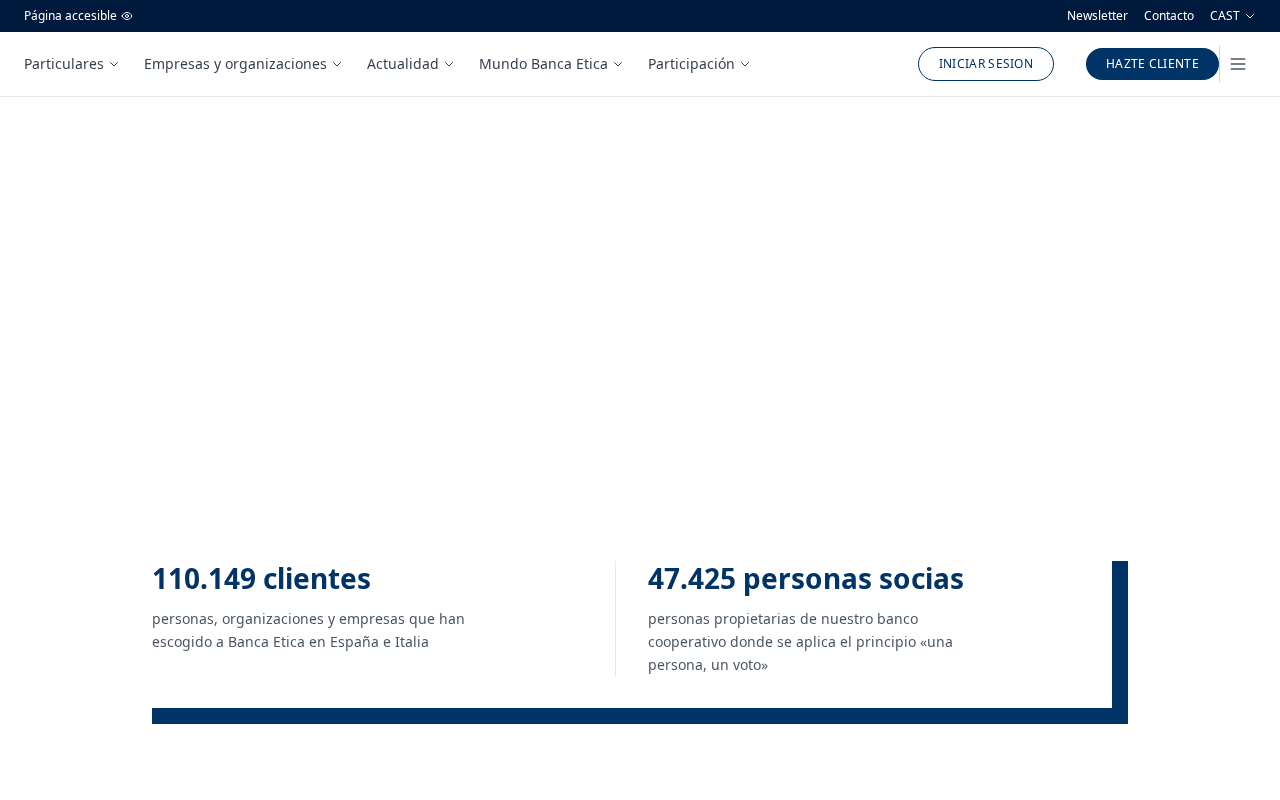 Página accesible
Newsletter Contacto CAST
Particulares Empresas y organizaciones Actualidad Mundo Banca Etica Participación INICIAR SESION HAZTE CLIENTE
110.149 clientes
personas, organizaciones y empresas que han
escogido a Banca Etica en España e Italia
47.425 personas socias
personas propietarias de nuestro banco
cooperativo donde se aplica el principio «una
persona, un voto»